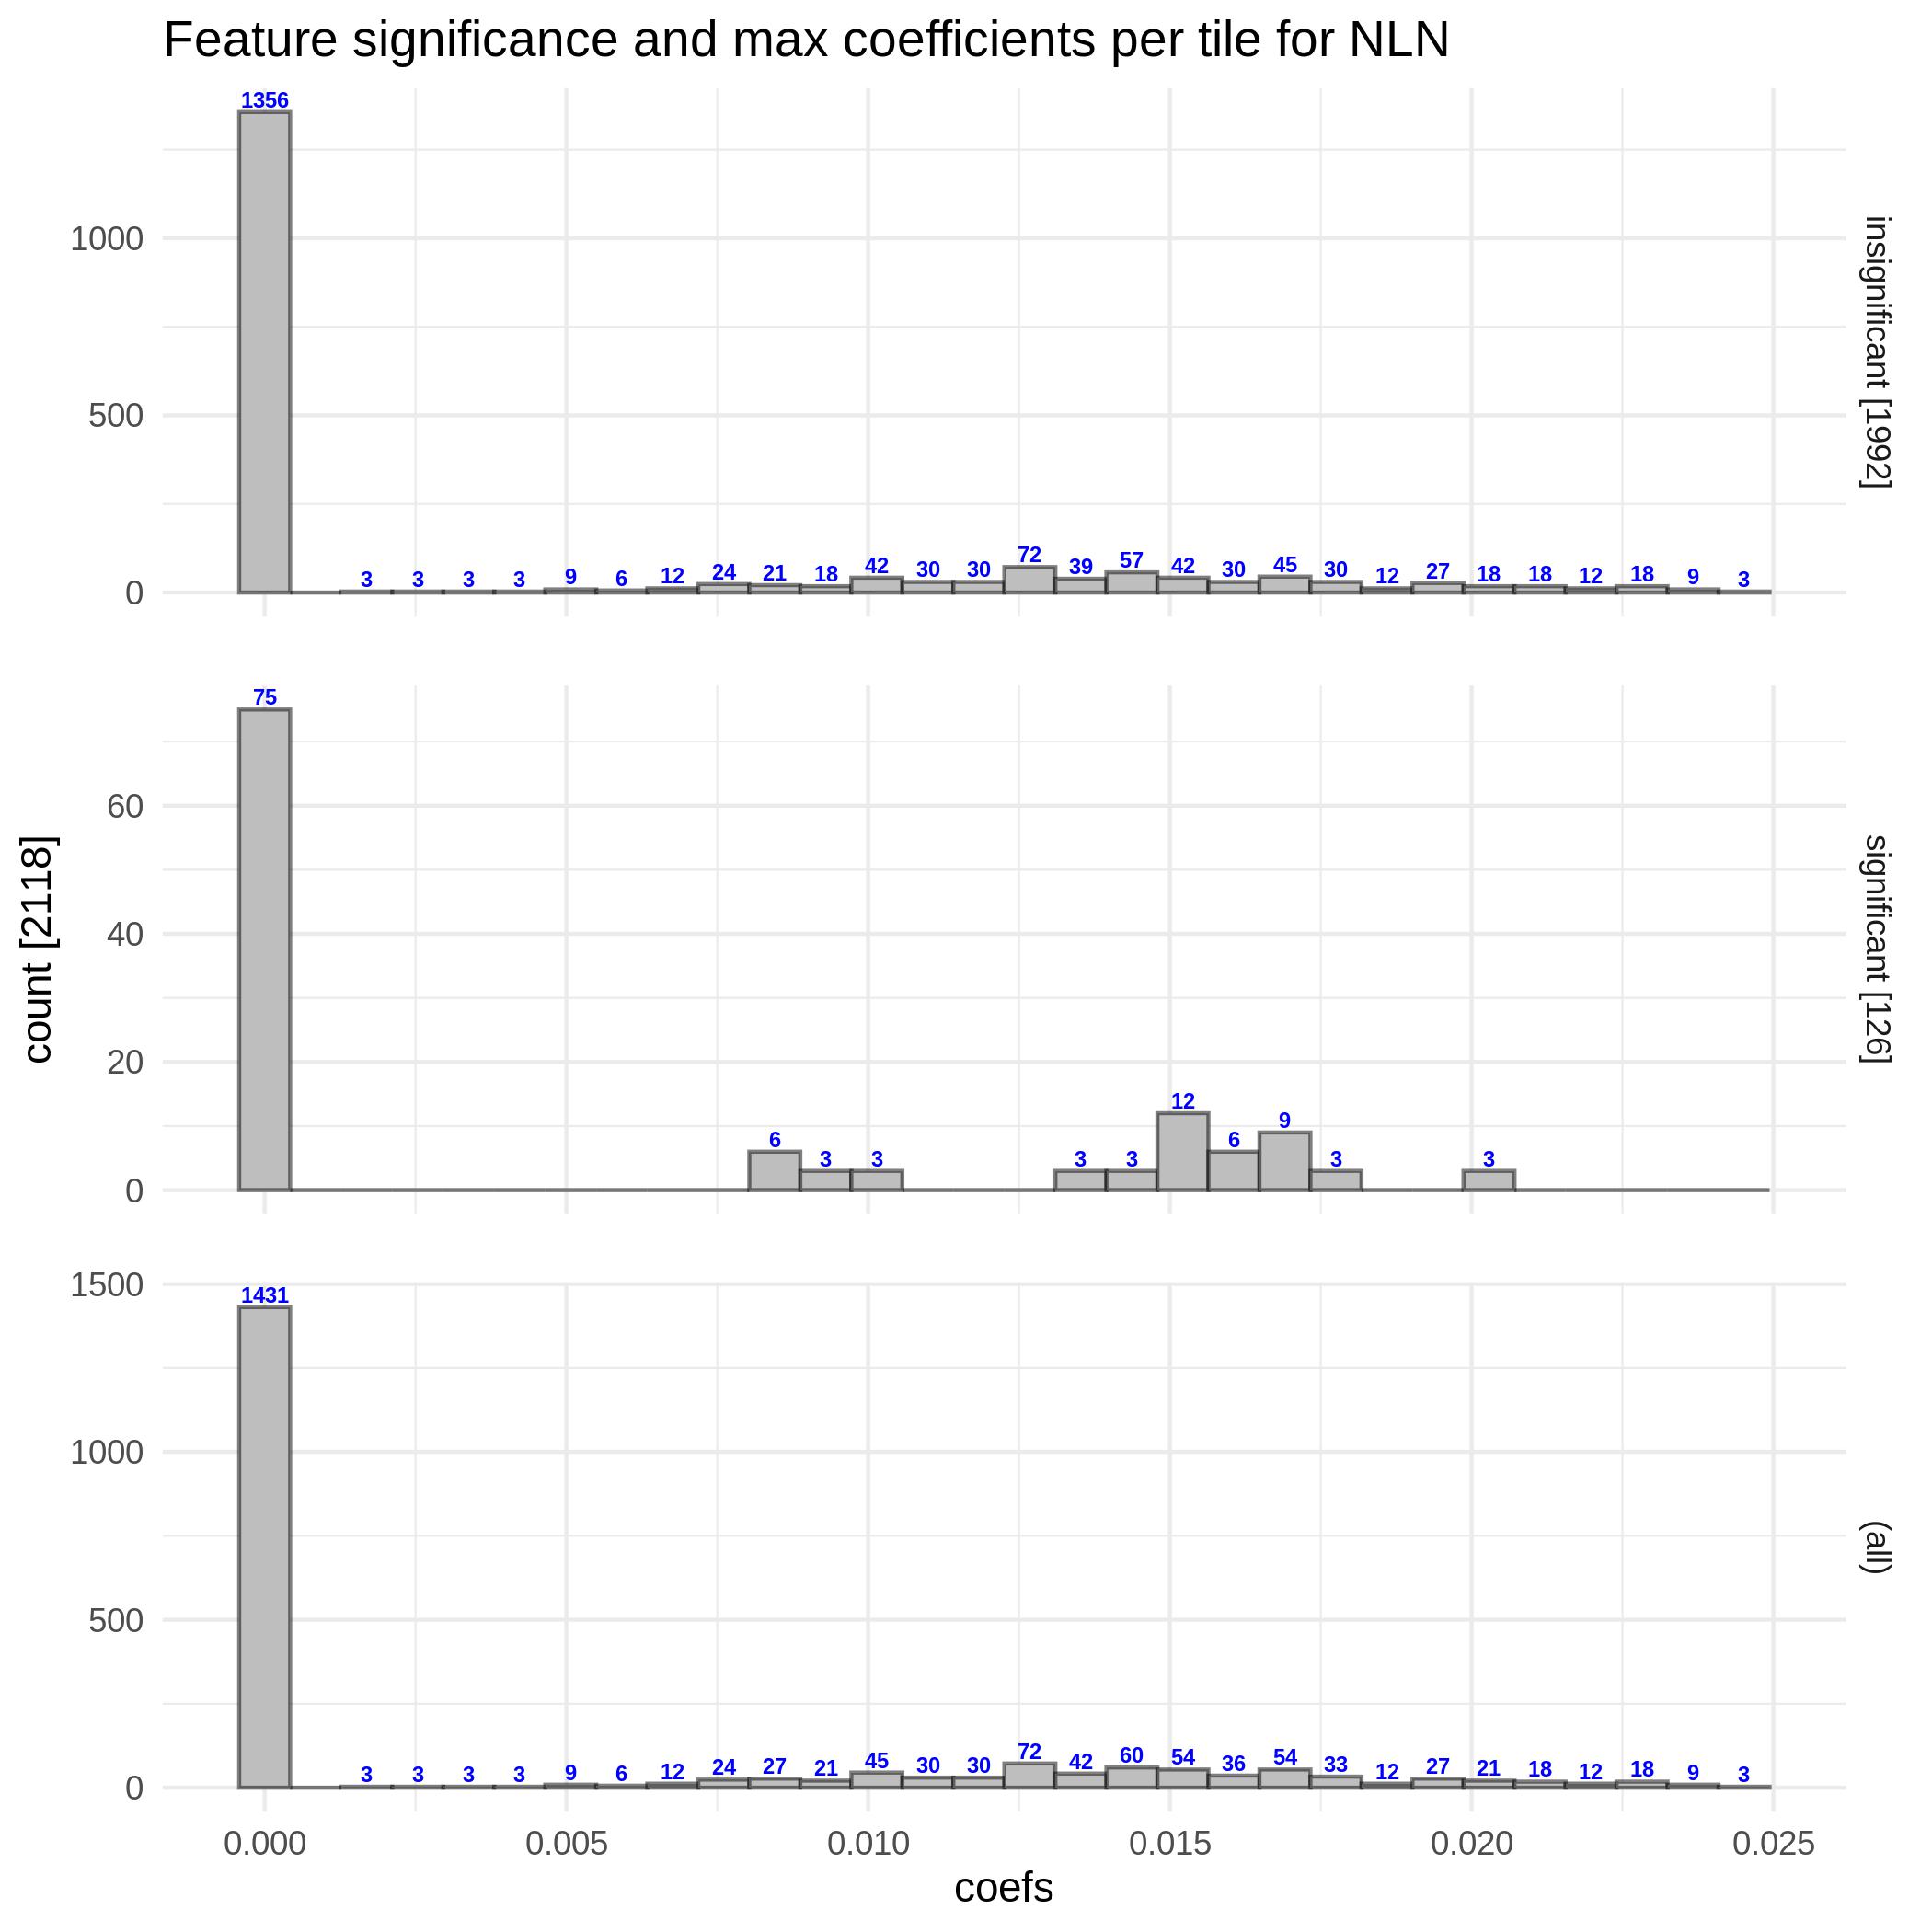 Feature significance and max coefficients per tile for NLN
1356
3 3 3 3 9 6 12 24 21 18 42 30 30 72 39 57 42 30 45 30 12 27 18 18 12 18 9 3
1000
500
0
insignificant [1992]
75
6 3 3 3 3 12 6 9 3 3
60
40
20
0
significant [126]
count [2118]
1431
3 3 3 3 9 6 12 24 27 21 45 30 30 72 42 60 54 36 54 33 12 27 21 18 12 18 9 3
1500
1000
500
0
(all)
0.000 0.005 0.010 0.015 0.020 0.025
coefs